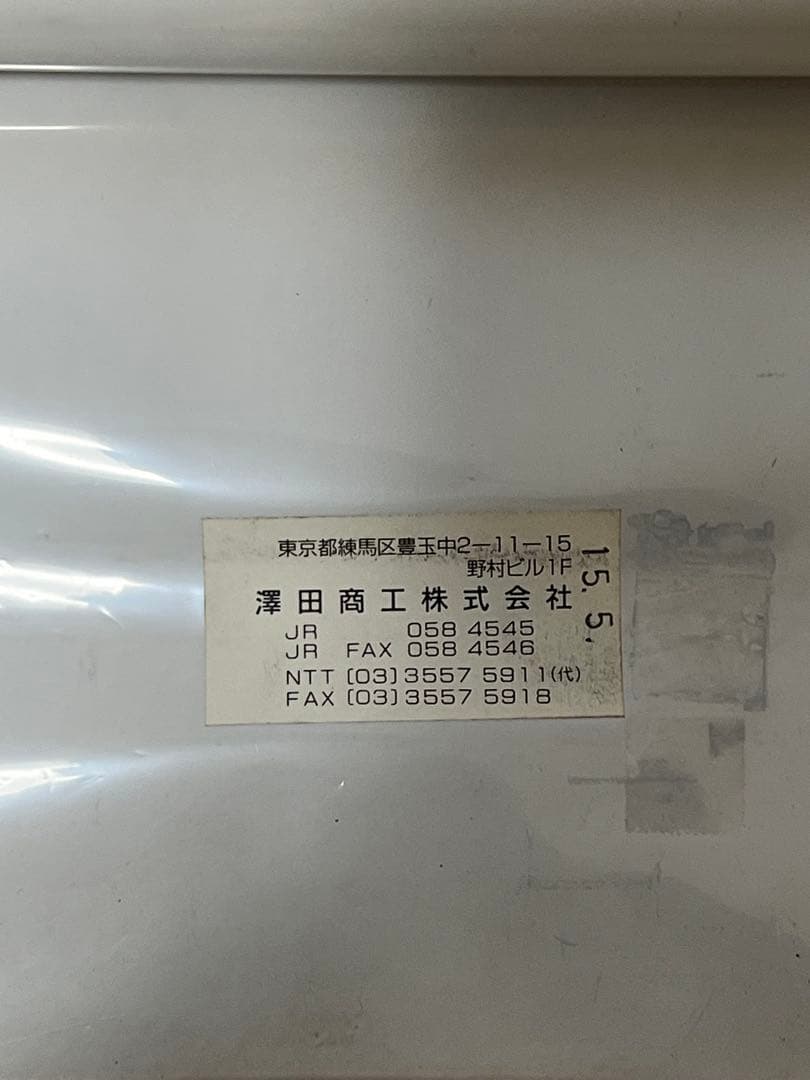 東京都練馬区豊玉中2-11-15
野村ビル1F
澤田商工株式会社
JR 058 4545
JR FAX 058 4546
NTT (03) 3557 5911(代)
FAX (03) 3557 5918
15.5.